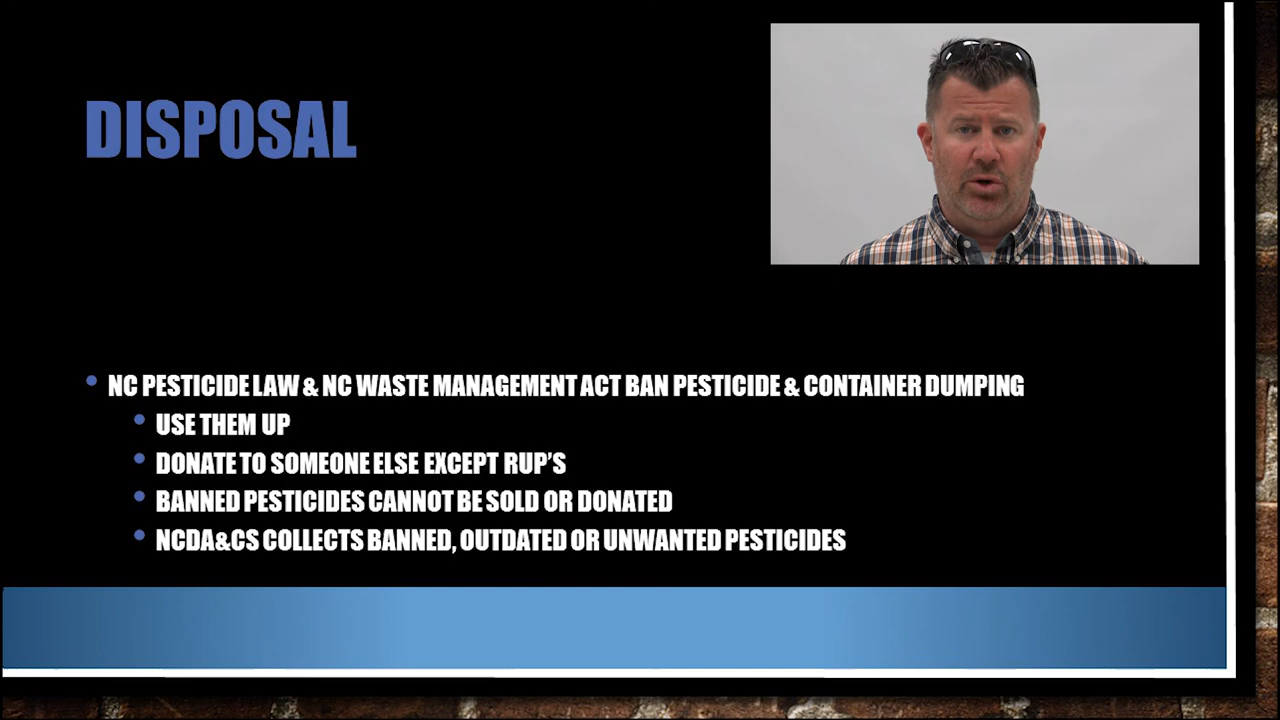 DISPOSAL
• NC PESTICIDE LAW & NC WASTE MANAGEMENT ACT BAN PESTICIDE & CONTAINER DUMPING
• USE THEM UP
• DONATE TO SOMEONE ELSE EXCEPT RUP'S
• BANNED PESTICIDES CANNOT BE SOLD OR DONATED
• NCDA&CS COLLECTS BANNED, OUTDATED OR UNWANTED PESTICIDES